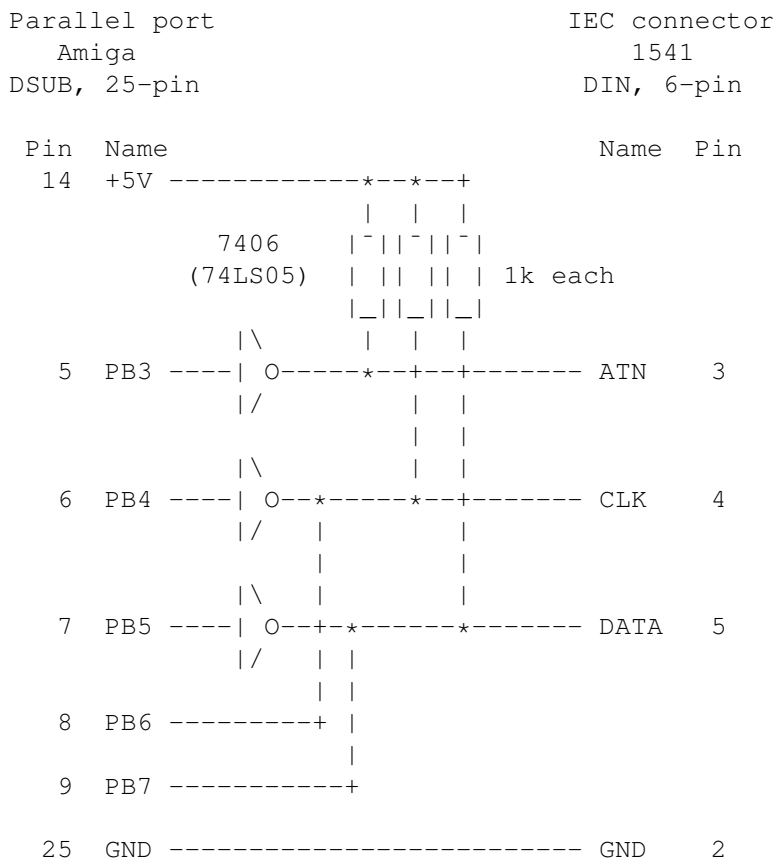 Parallel port                      IEC connector
   Amiga                               1541
DSUB, 25-pin                        DIN, 6-pin

 Pin  Name                           Name  Pin
  14  +5V ------------*--*--+
                      |  |  |
             7406    |¯||¯||¯|
           (74LS05)  | || || | 1k each
                     |_||_||_|
              |\      |  |  |
   5  PB3 ----| O-----*--+--+------- ATN    3
              |/         |  |
                         |  |
              |\         |  |
   6  PB4 ----| O--*-----*--+------- CLK    4
              |/   |        |
                   |        |
              |\   |        |
   7  PB5 ----| O--+-*------*------- DATA   5
              |/   | |
                   | |
   8  PB6 ---------+ |
                     |
   9  PB7 -----------+

  25  GND -------------------------- GND    2